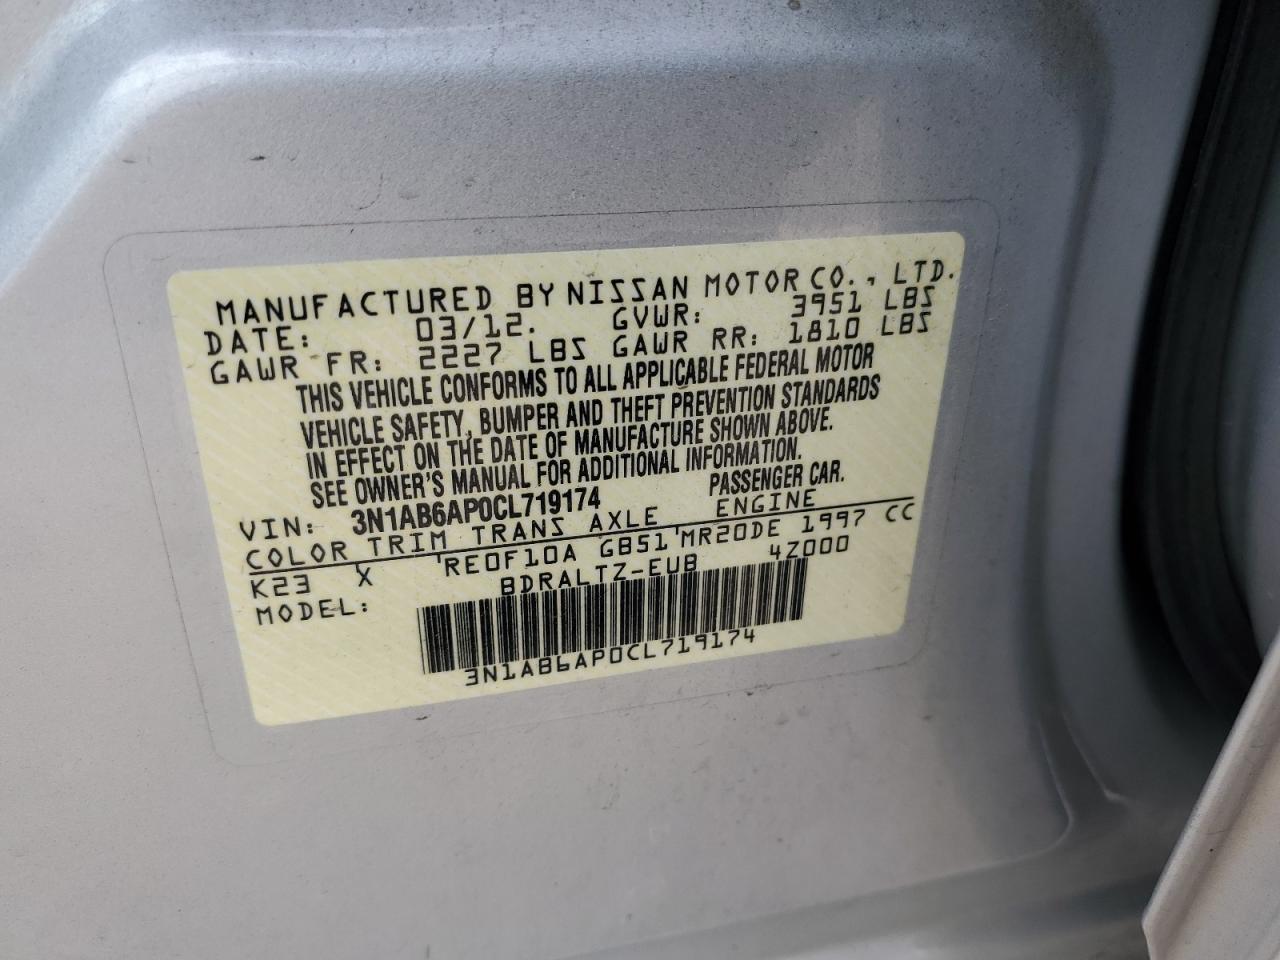 MANUFACTURED BY NISSAN MOTOR CO., LTD.
DATE: 03/12. GVWR: 3951 LBS
GAWR FR: 2227 LBS GAWR RR: 1810 LBS
THIS VEHICLE CONFORMS TO ALL APPLICABLE FEDERAL MOTOR
VEHICLE SAFETY, BUMPER AND THEFT PREVENTION STANDARDS
IN EFFECT ON THE DATE OF MANUFACTURE SHOWN ABOVE.
SEE OWNER'S MANUAL FOR ADDITIONAL INFORMATION.
VIN: 3N1AB6AP0CL719174 PASSENGER CAR.
COLOR TRIM TRANS AXLE ENGINE
K23 X RE0F10A GB51 MR20DE 1997 CC
MODEL: BDRALTZ-EUB 4Z000
3N1AB6AP0CL719174